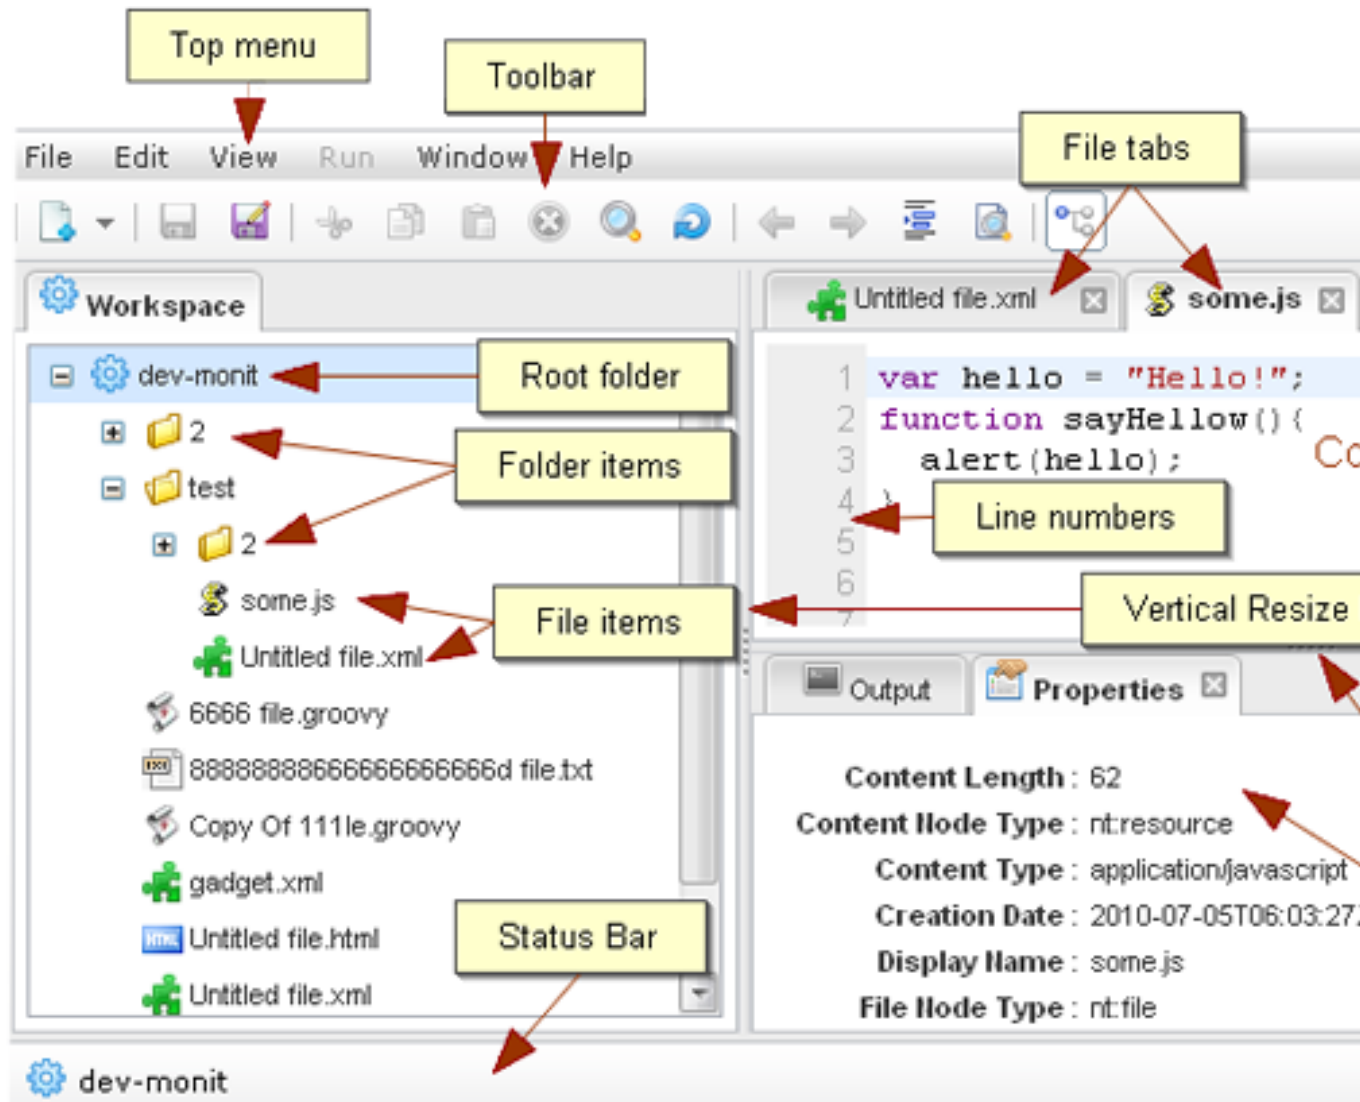 Top menu
Toolbar
File tabs
File Edit View Run Window Help
Workspace
Untitled file.xml
some.js
dev-monit
Root folder
2
Folder items
test
2
some.js
File items
Untitled file.xml
6666 file.groovy
88888888666666666666d file.txt
Copy Of 111le.groovy
gadget.xml
Untitled file.html
Status Bar
Untitled file.xml
1 var hello = "Hello!";
2 function sayHellow(){
3 alert(hello);
4 }
5
6
7
Line numbers
Vertical Resize
Output
Properties
Content Length : 62
Content Node Type : nt:resource
Content Type : application/javascript
Creation Date : 2010-07-05T06:03:27
Display Name : some.js
File Node Type : nt:file
dev-monit